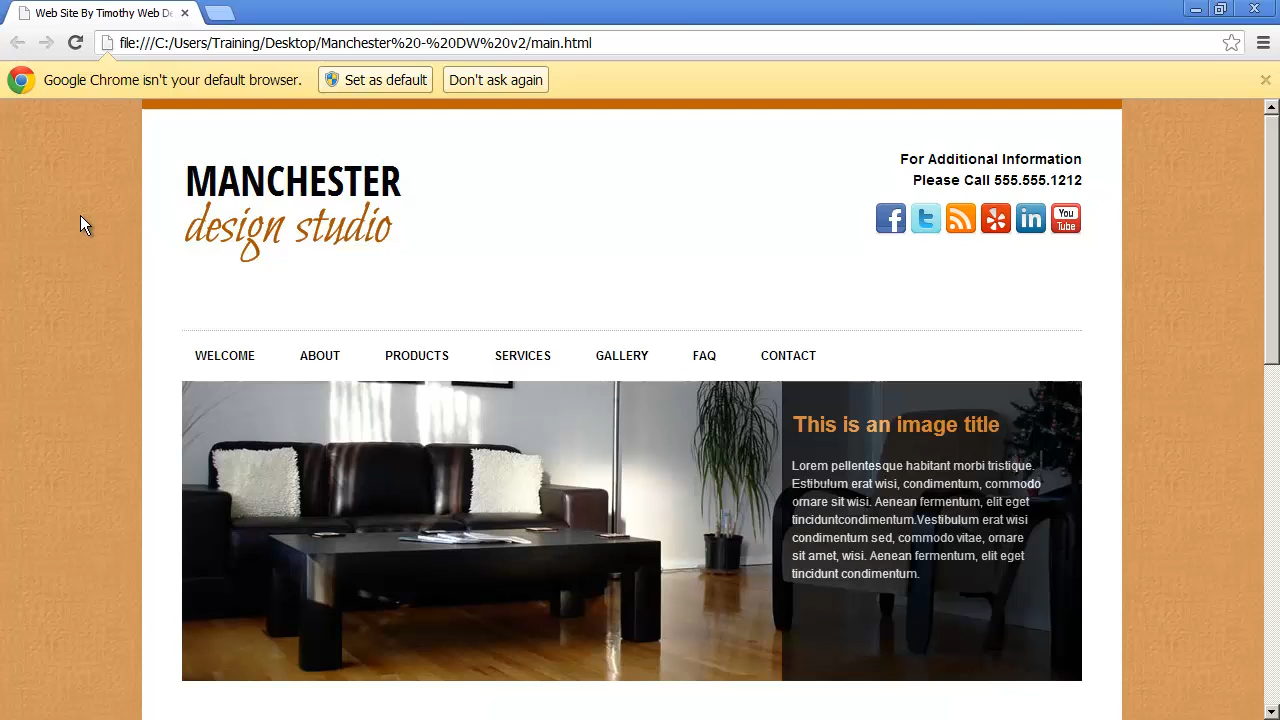 Web Site By Timothy Web De
file:///C:/Users/Training/Desktop/Manchester%20-%20DW%20v2/main.html
Google Chrome isn't your default browser. Set as default Don't ask again
For Additional Information
Please Call 555.555.1212
MANCHESTER
design studio
You
Tube
WELCOME ABOUT PRODUCTS SERVICES GALLERY FAQ CONTACT
This is an image title
Lorem pellentesque habitant morbi tristique.
Estibulum erat wisi, condimentum, commodo
ornare sit wisi. Aenean fermentum, elit eget
tinciduntcondimentum.Vestibulum erat wisi
condimentum sed, commodo vitae, ornare
sit amet, wisi. Aenean fermentum, elit eget
tincidunt condimentum.